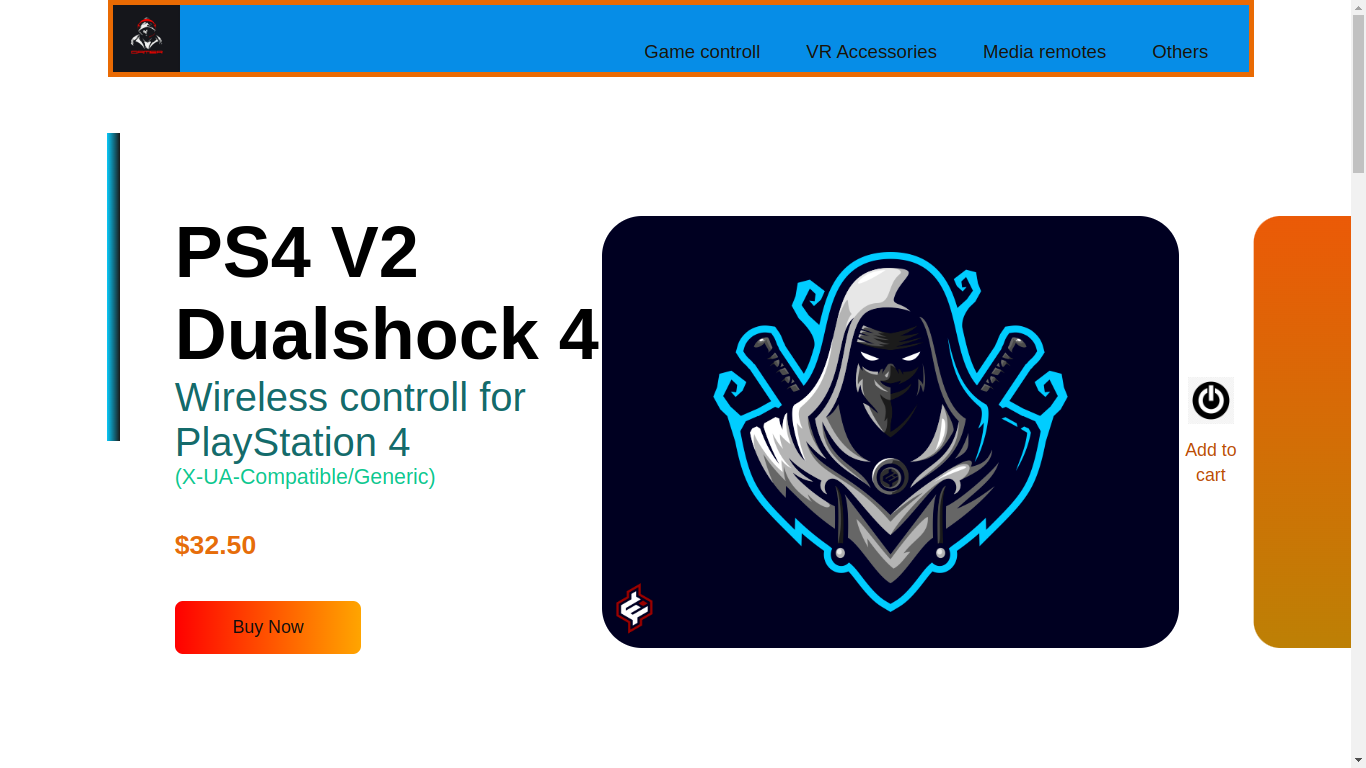 Game controll VR Accessories Media remotes Others
PS4 V2
Dualshock 4
Wireless controll for
PlayStation 4
(X-UA-Compatible/Generic)
$32.50
Buy Now
Add to
cart